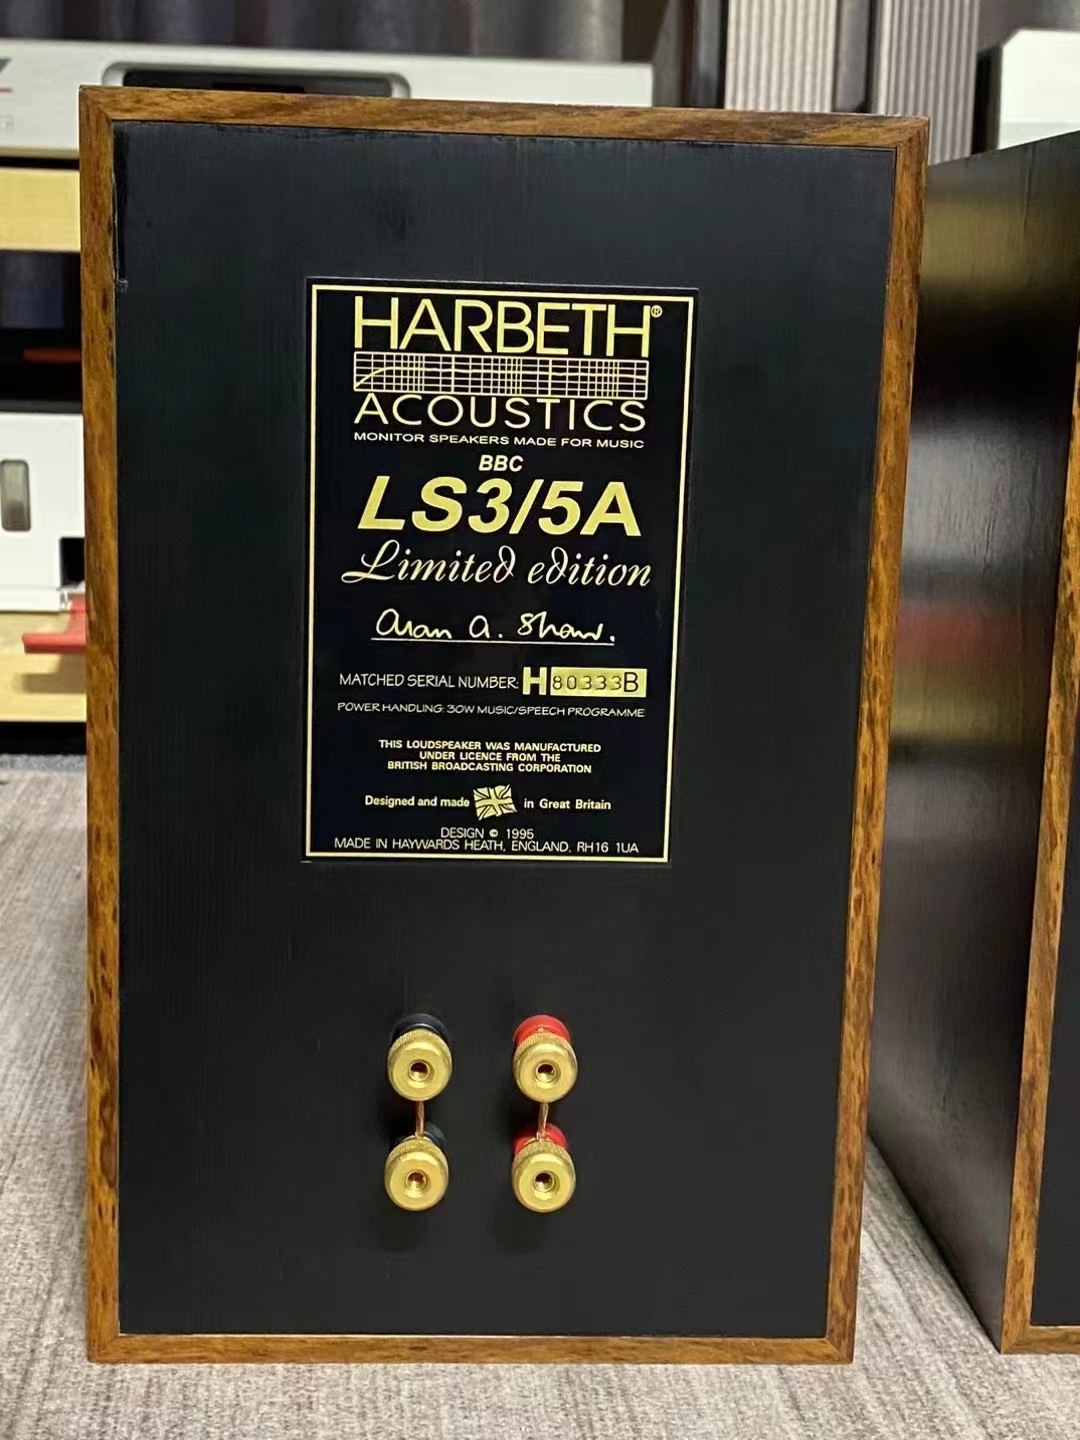 HARBETH®
ACOUSTICS
MONITOR SPEAKERS MADE FOR MUSIC
BBC
LS3/5A
Limited edition
Alan A. Shaw.
MATCHED SERIAL NUMBER: H 80333B
POWER HANDLING: 30W MUSIC/SPEECH PROGRAMME
THIS LOUDSPEAKER WAS MANUFACTURED
UNDER LICENCE FROM THE
BRITISH BROADCASTING CORPORATION
Designed and made in Great Britain
DESIGN © 1995
MADE IN HAYWARDS HEATH, ENGLAND, RH16 1UA